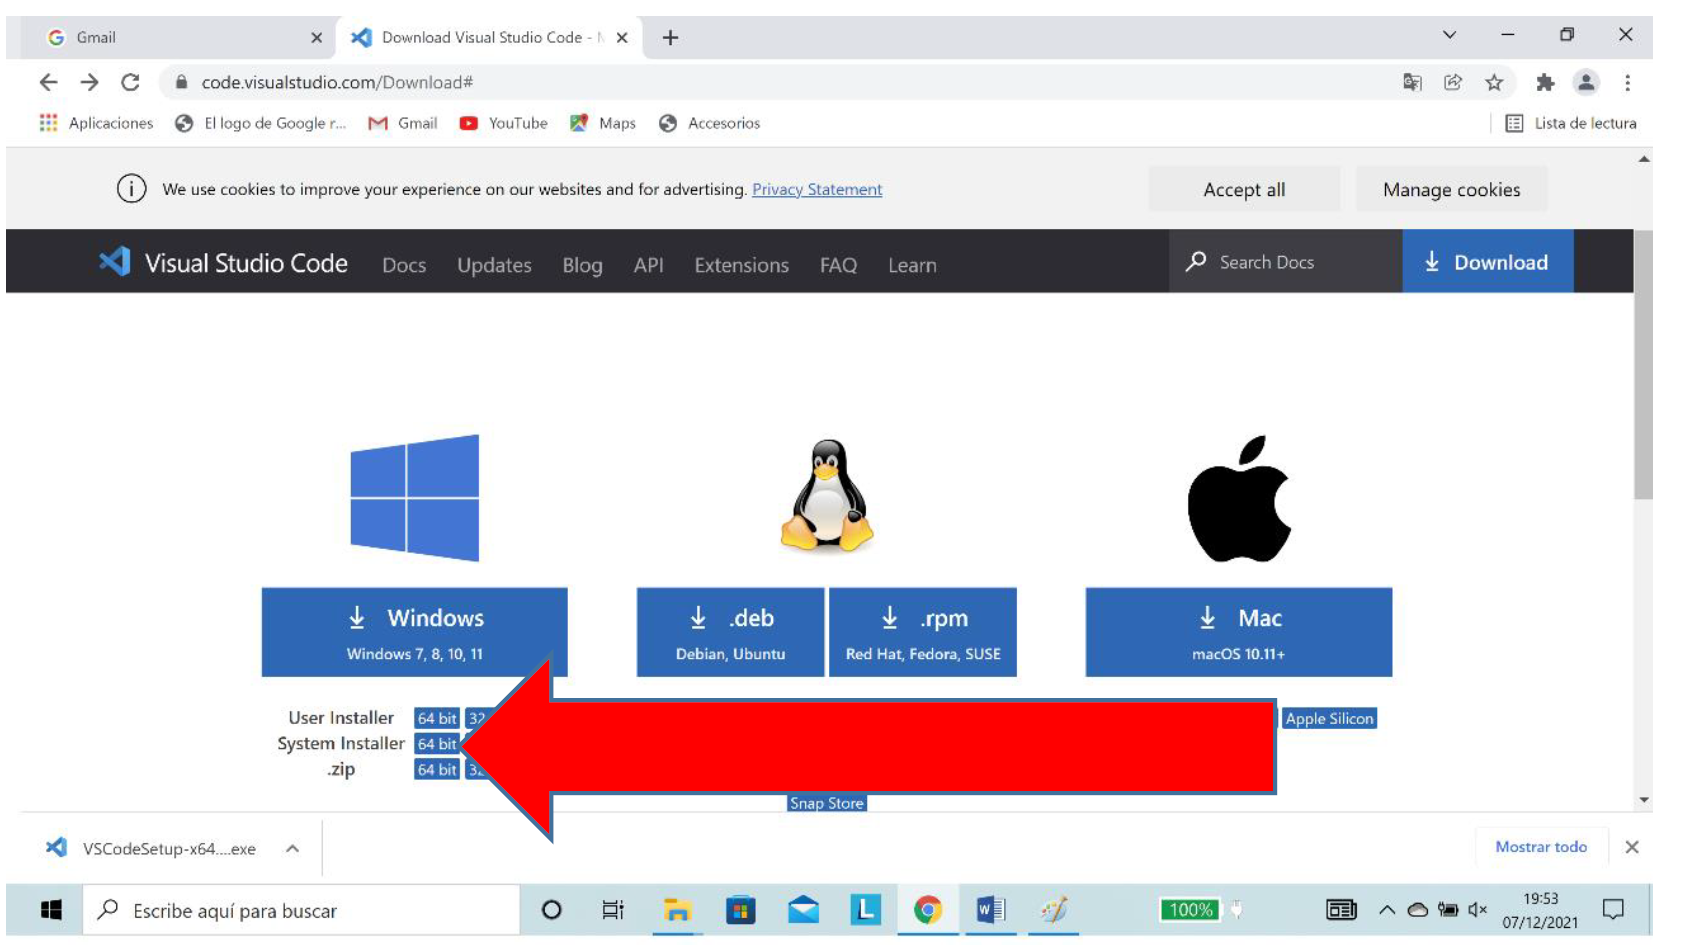 Gmail
Download Visual Studio Code - M
code.visualstudio.com/Download#
Aplicaciones El logo de Google r... Gmail YouTube Maps Accesorios Lista de lectura
We use cookies to improve your experience on our websites and for advertising. Privacy Statement
Accept all Manage cookies
Visual Studio Code Docs Updates Blog API Extensions FAQ Learn Search Docs Download
Windows
Windows 7, 8, 10, 11
.deb
Debian, Ubuntu
.rpm
Red Hat, Fedora, SUSE
Mac
macOS 10.11+
User Installer 64 bit 32
System Installer 64 bit
.zip 64 bit 32
Apple Silicon
Snap Store
VSCodeSetup-x64....exe Mostrar todo
Escribe aquí para buscar
100%
19:53
07/12/2021